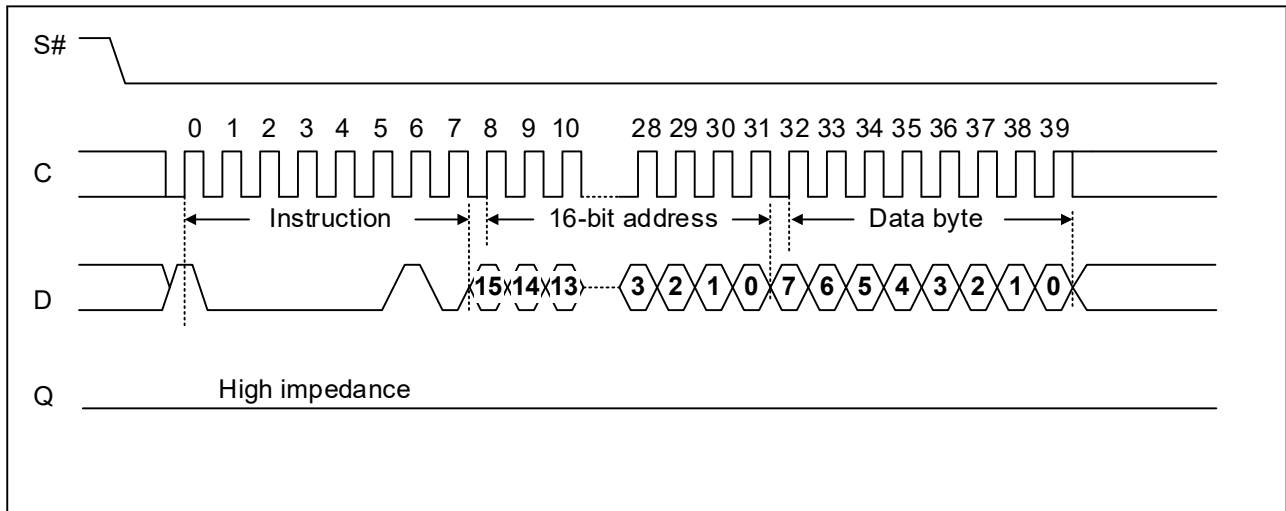 S#
0 1 2 3 4 5 6 7 8 9 10 28 29 30 31 32 33 34 35 36 37 38 39
C
Instruction 16-bit address Data byte
D 15 14 13 3 2 1 0 7 6 5 4 3 2 1 0
High impedance
Q